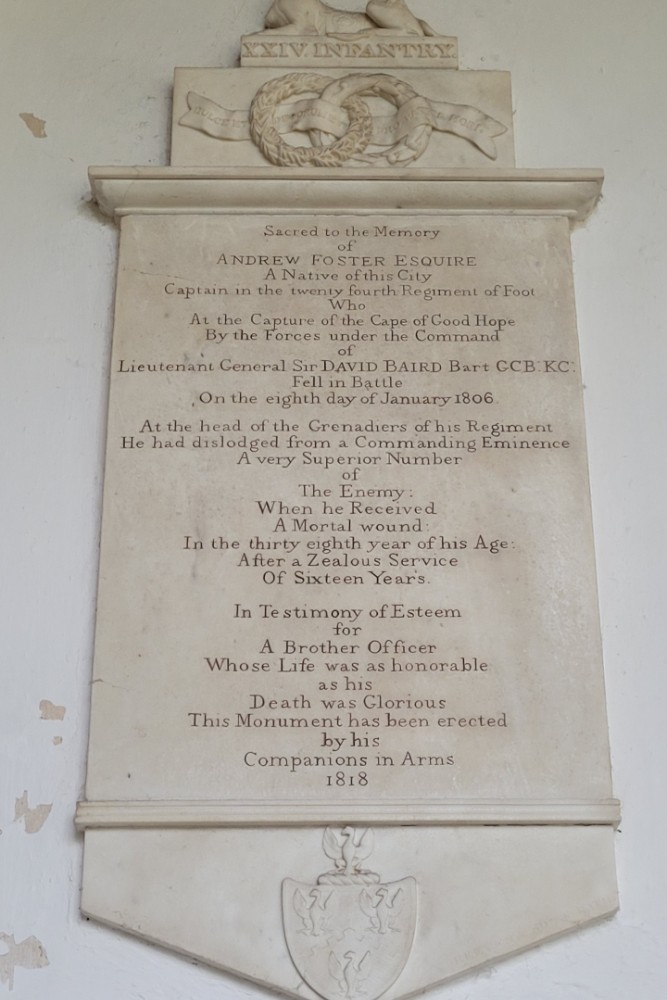 XXIV. INFANTRY.
Sacred to the Memory
of
ANDREW FOSTER ESQUIRE
A Native of this City
Captain in the twenty fourth Regiment of Foot
Who
At the Capture of the Cape of Good Hope
By the Forces under the Command
of
Lieutenant General Sir DAVID BAIRD Bart GCB: KC:
Fell in Battle
On the eighth day of January 1806.
At the head of the Grenadiers of his Regiment
He had dislodged from a Commanding Eminence
A very Superior Number
of
The Enemy:
When he Received
A Mortal wound:
In the thirty eighth year of his Age:
After a Zealous Service
Of Sixteen Years.
In Testimony of Esteem
for
A Brother Officer
Whose Life was as honorable
as his
Death was Glorious
This Monument has been erected
by his
Companions in Arms
1818